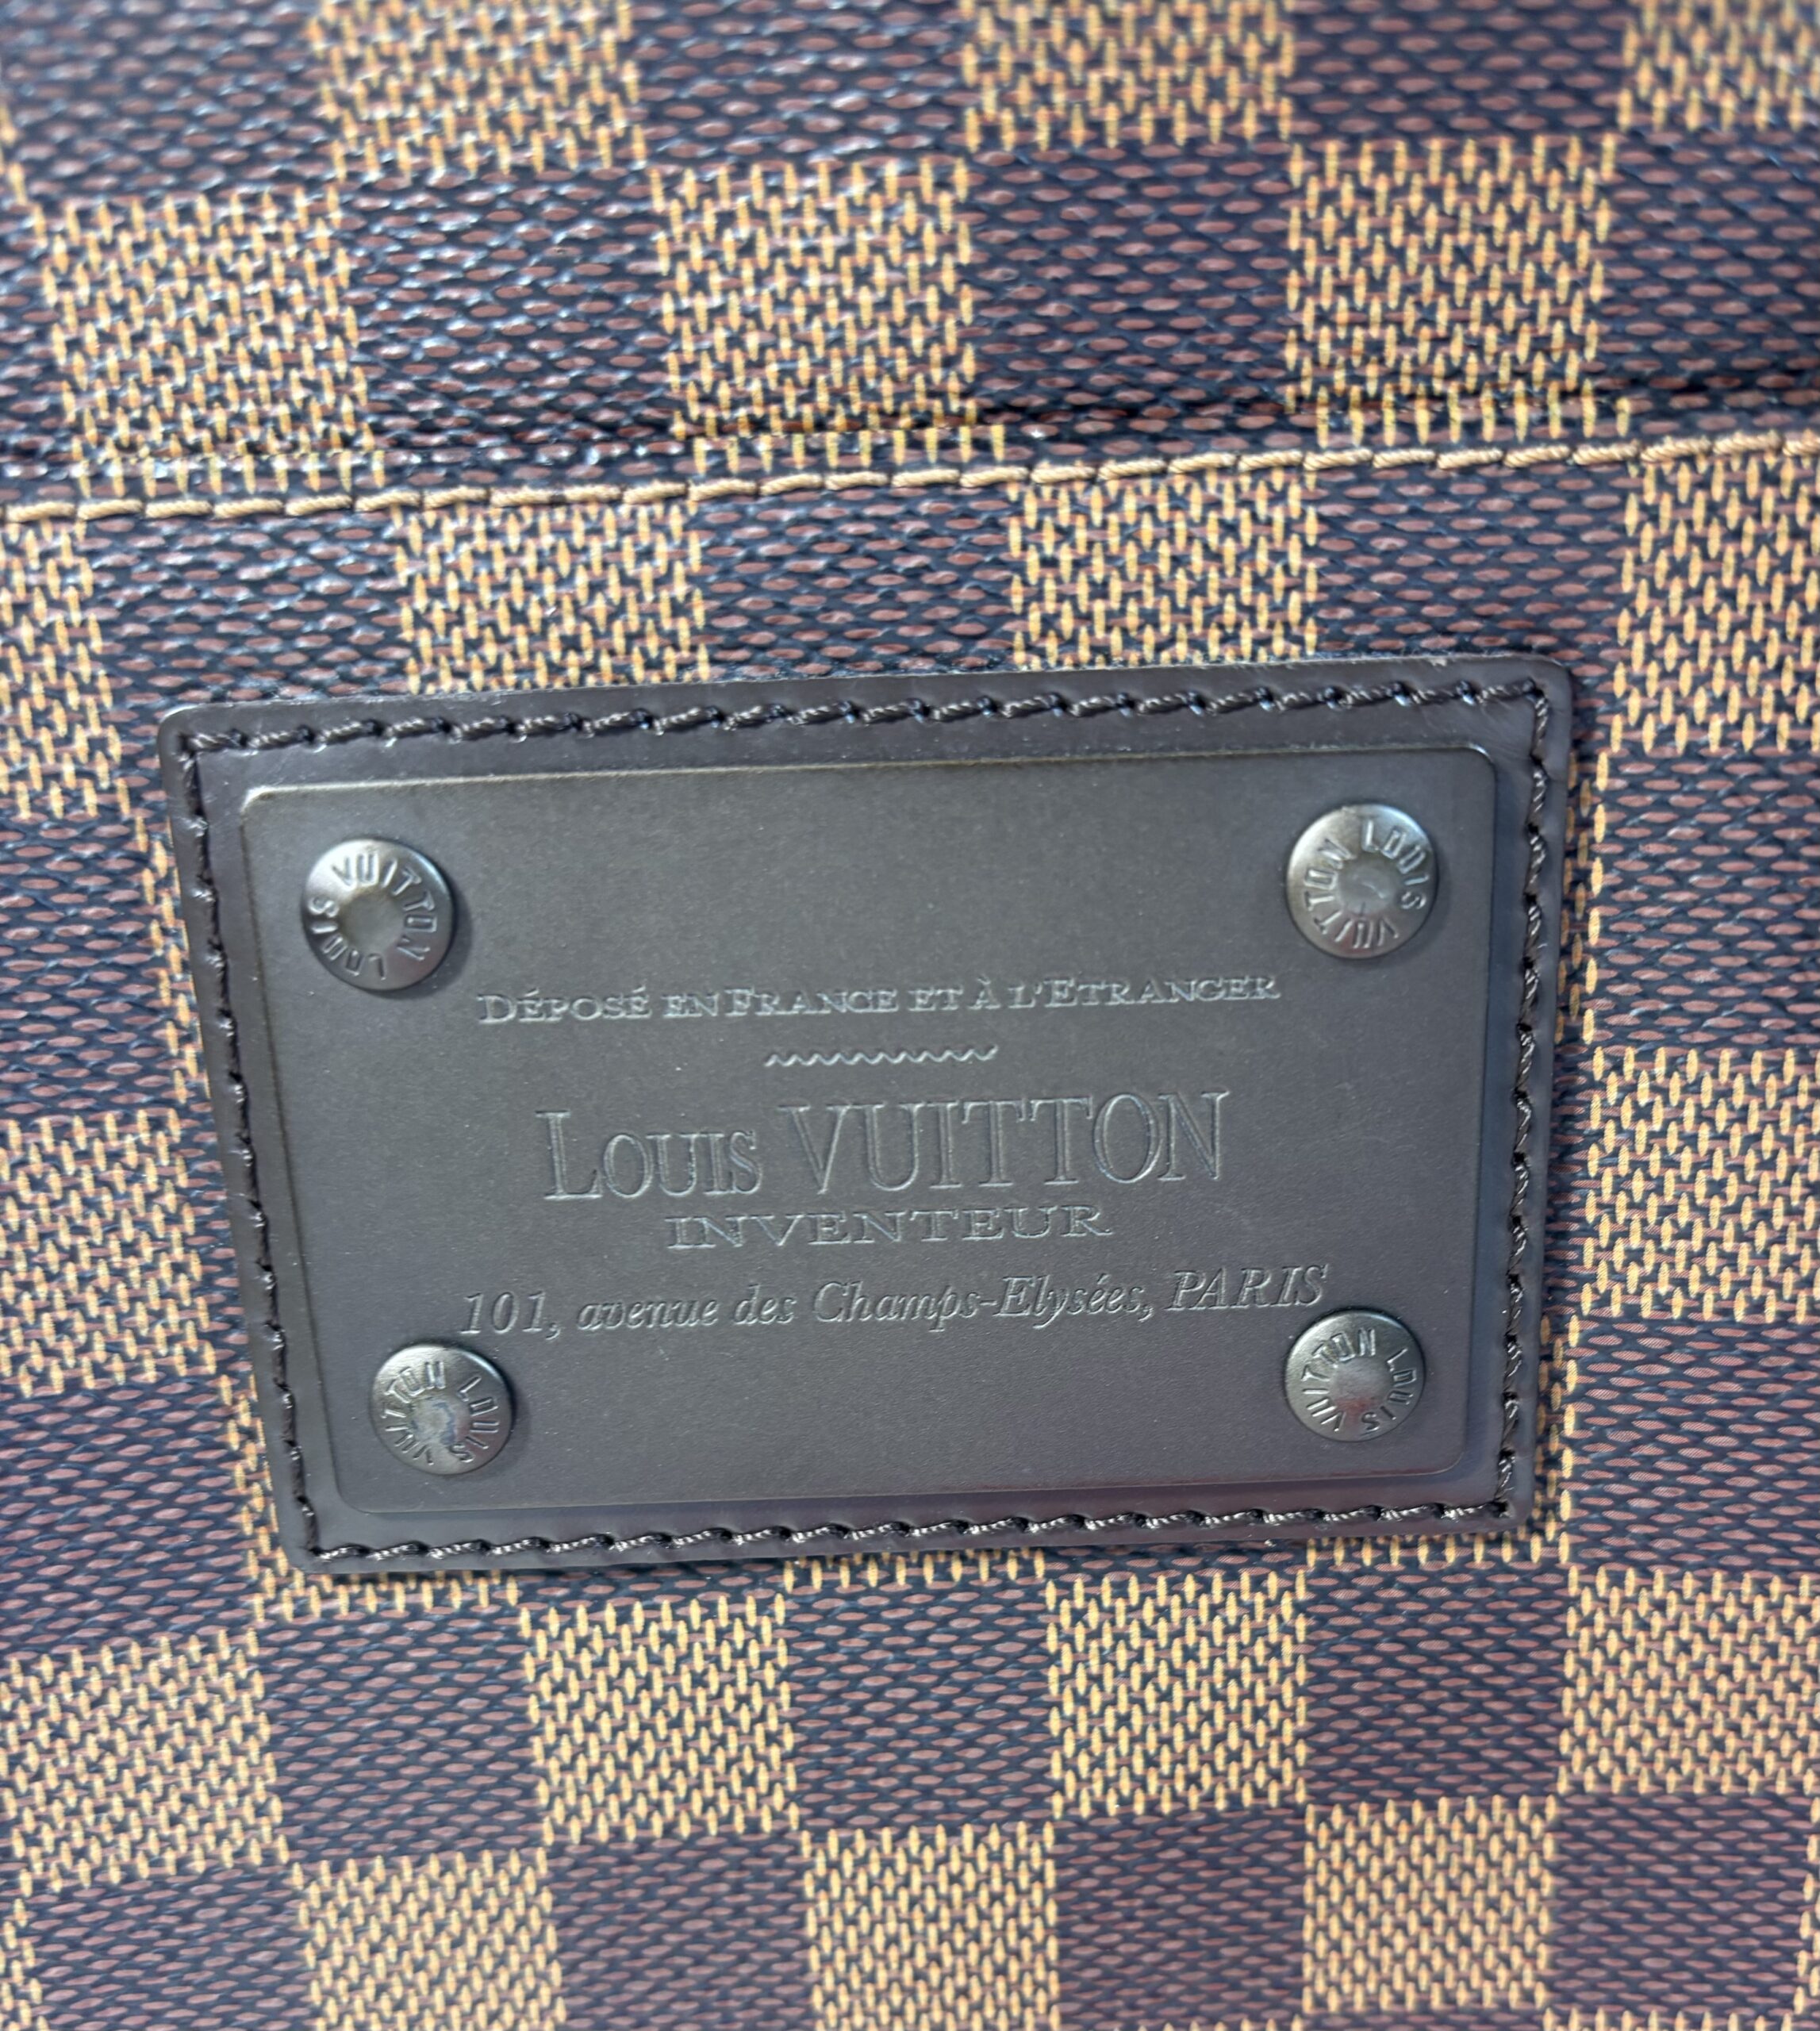 LOUIS VUITTON
LOUIS VUITTON
DÉPOSÉ EN FRANCE ET À L'ETRANGER
LOUIS VUITTON
INVENTEUR
101, avenue des Champs-Elysées, PARIS
LOUIS VUITTON
LOUIS VUITTON